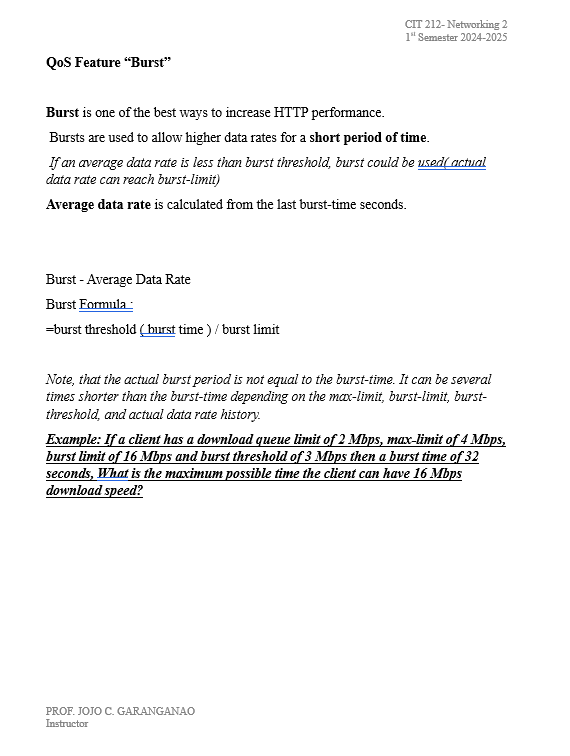 CIT 212- Networking 2
1st Semester 2024-2025
QoS Feature “Burst”
Burst is one of the best ways to increase HTTP performance.
Bursts are used to allow higher data rates for a short period of time.
If an average data rate is less than burst threshold, burst could be used( actual
data rate can reach burst-limit)
Average data rate is calculated from the last burst-time seconds.
Burst - Average Data Rate
Burst Formula :
=burst threshold ( burst time ) / burst limit
Note, that the actual burst period is not equal to the burst-time. It can be several
times shorter than the burst-time depending on the max-limit, burst-limit, burst-
threshold, and actual data rate history.
Example: If a client has a download queue limit of 2 Mbps, max-limit of 4 Mbps,
burst limit of 16 Mbps and burst threshold of 3 Mbps then a burst time of 32
seconds, What is the maximum possible time the client can have 16 Mbps
download speed?
PROF. JOJO C. GARANGANAO
Instructor